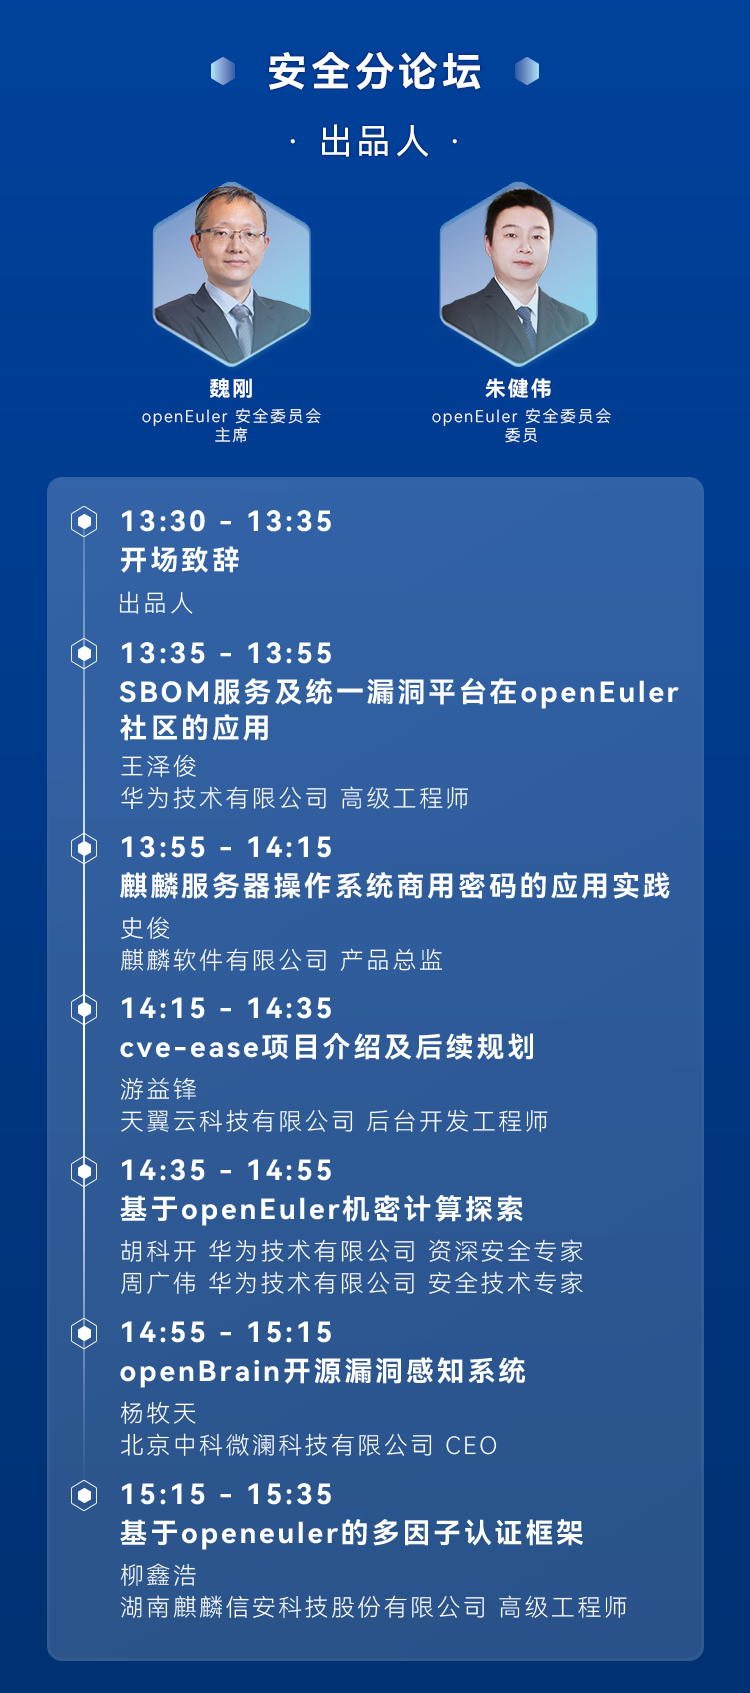 安全分论坛
· 出品人 ·
魏刚
openEuler 安全委员会
主席
朱健伟
openEuler 安全委员会
委员
13:30 - 13:35
开场致辞
出品人
13:35 - 13:55
SBOM服务及统一漏洞平台在openEuler
社区的应用
王泽俊
华为技术有限公司 高级工程师
13:55 - 14:15
麒麟服务器操作系统商用密码的应用实践
史俊
麒麟软件有限公司 产品总监
14:15 - 14:35
cve-ease项目介绍及后续规划
游益锋
天翼云科技有限公司 后台开发工程师
14:35 - 14:55
基于openEuler机密计算探索
胡科开 华为技术有限公司 资深安全专家
周广伟 华为技术有限公司 安全技术专家
14:55 - 15:15
openBrain开源漏洞感知系统
杨牧天
北京中科微澜科技有限公司 CEO
15:15 - 15:35
基于openeuler的多因子认证框架
柳鑫浩
湖南麒麟信安科技股份有限公司 高级工程师